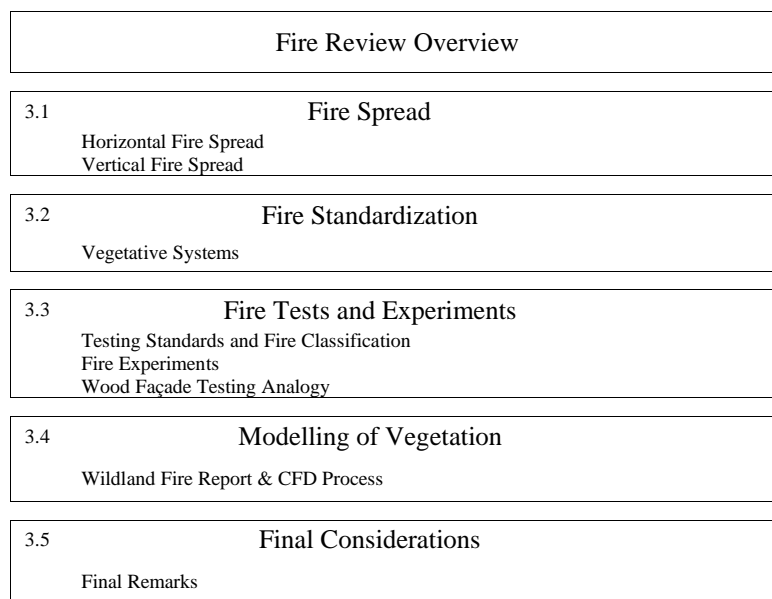 Fire Review Overview
3.1 Fire Spread
Horizontal Fire Spread
Vertical Fire Spread
3.2 Fire Standardization
Vegetative Systems
3.3 Fire Tests and Experiments
Testing Standards and Fire Classification
Fire Experiments
Wood Façade Testing Analogy
3.4 Modelling of Vegetation
Wildland Fire Report & CFD Process
3.5 Final Considerations
Final Remarks